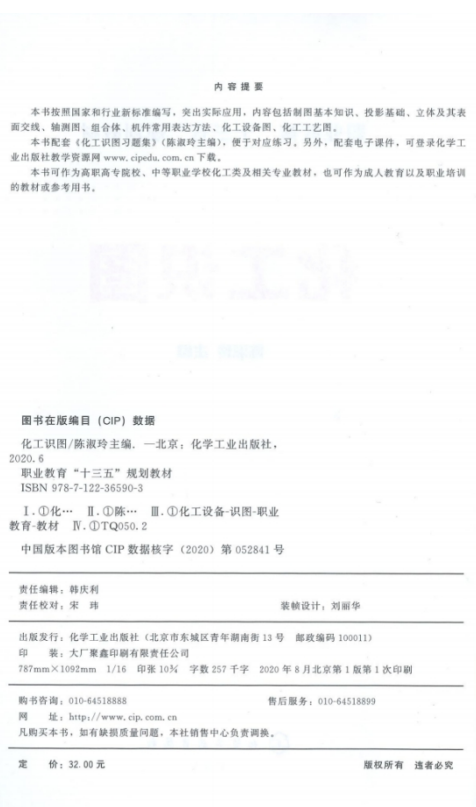 内容提要
本书按照国家和行业新标准编写，突出实际应用，内容包括制图基本知识、投影基础、立体及其表
面交线、轴测图、组合体、机件常用表达方法、化工设备图、化工工艺图。
本书配套《化工识图习题集》（陈淑玲主编），便于对应练习。另外，配套电子课件，可登录化学工
业出版社教学资源网 www.cipedu.com.cn 下载。
本书可作为高职高专院校、中等职业学校化工类及相关专业教材，也可作为成人教育以及职业培训
的教材或参考用书。
化工识图
图书在版编目（CIP）数据
化工识图/陈淑玲主编. —北京：化学工业出版社，
2020.6
职业教育“十三五”规划教材
ISBN 978-7-122-36590-3
Ⅰ.①化… Ⅱ.①陈… Ⅲ.①化工设备-识图-职业
教育-教材 Ⅳ.①TQ050.2
中国版本图书馆 CIP 数据核字（2020）第 052841 号
责任编辑：韩庆利
责任校对：宋 玮 装帧设计：刘丽华
出版发行：化学工业出版社（北京市东城区青年湖南街 13 号 邮政编码 100011）
印 装：大厂聚鑫印刷有限责任公司
787mm×1092mm 1/16 印张 10¾ 字数 257 千字 2020 年 8 月北京第 1 版第 1 次印刷
购书咨询：010-64518888 售后服务：010-64518899
网 址：http://www.cip.com.cn
凡购买本书，如有缺损质量问题，本社销售中心负责调换。
定 价：32.00 元 版权所有 违者必究